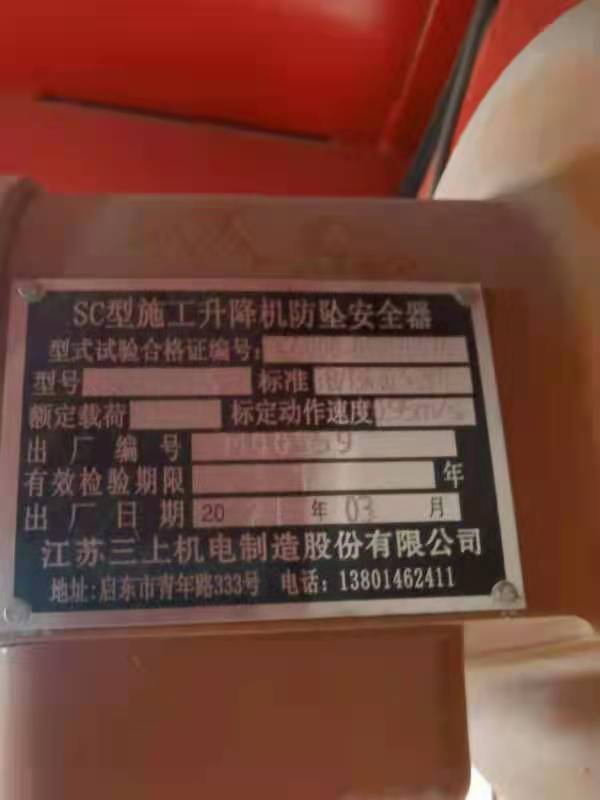 SC型施工升降机防坠安全器
型式试验合格证编号:
型号 标准
额定载荷 标定动作速度 0.95m/s
出厂编号
有效检验期限 年
出厂日期 20 年 03 月
江苏三上机电制造股份有限公司
地址:启东市青年路333号 电话:13801462411